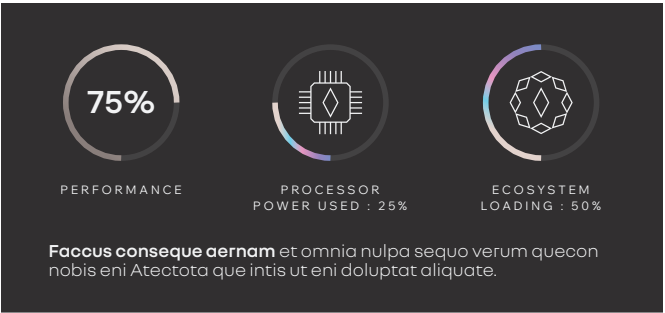 75%
PERFORMANCE
PROCESSOR
POWER USED : 25%
ECOSYSTEM
LOADING : 50%
Faccus conseque aernam et omnia nulpa sequo verum quecon
nobis eni Atectota que intis ut eni doluptat aliquate.